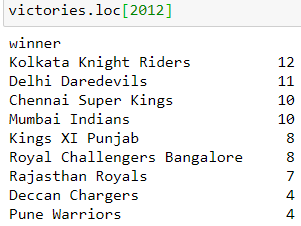 victories.loc[2012]
winner
Kolkata Knight Riders 12
Delhi Daredevils 11
Chennai Super Kings 10
Mumbai Indians 10
Kings XI Punjab 8
Royal Challengers Bangalore 8
Rajasthan Royals 7
Deccan Chargers 4
Pune Warriors 4